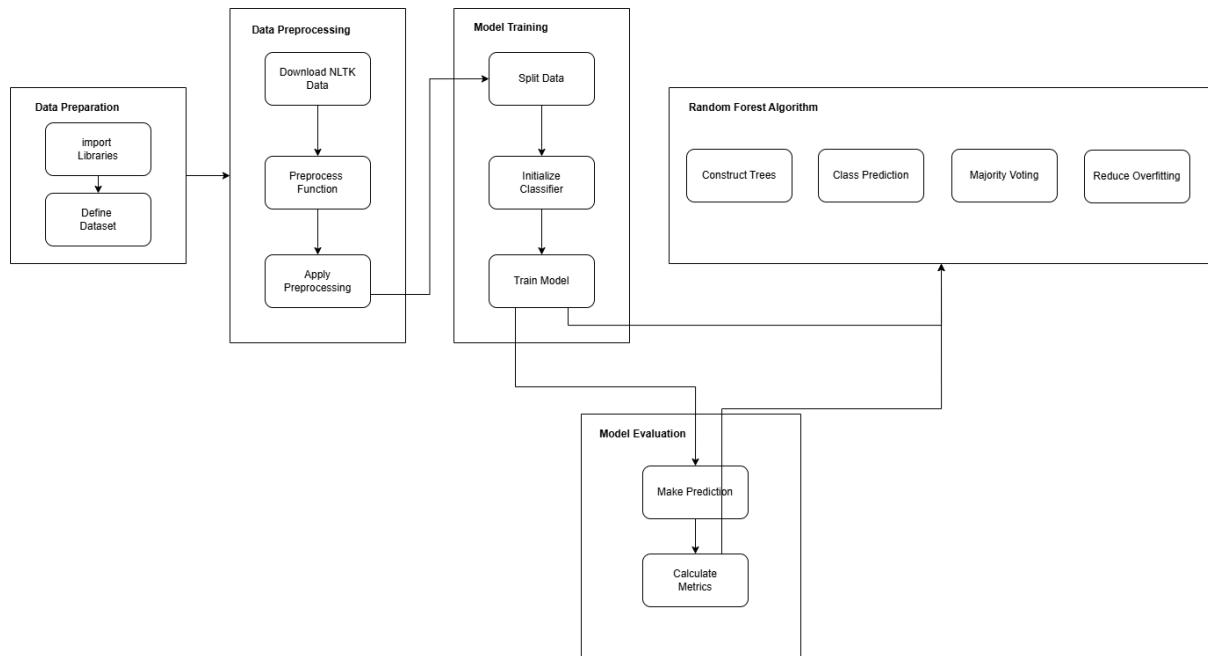 Data Preparation
import
Libraries
Define
Dataset
Data Preprocessing
Download NLTK
Data
Preprocess
Function
Apply
Preprocessing
Model Training
Split Data
Initialize
Classifier
Train Model
Random Forest Algorithm
Construct Trees
Class Prediction
Majority Voting
Reduce Overfitting
Model Evaluation
Make Prediction
Calculate
Metrics